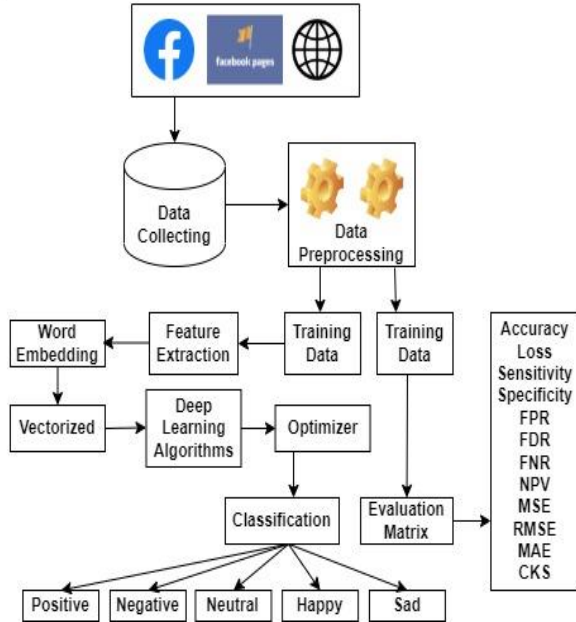 facebook pages
Data
Collecting
Data
Preprocessing
Word
Embedding
Feature
Extraction
Training
Data
Training
Data
Vectorized
Deep
Learning
Algorithms
Optimizer
Classification
Evaluation
Matrix
Accuracy
Loss
Sensitivity
Specificity
FPR
FDR
FNR
NPV
MSE
RMSE
MAE
CKS
Positive
Negative
Neutral
Happy
Sad